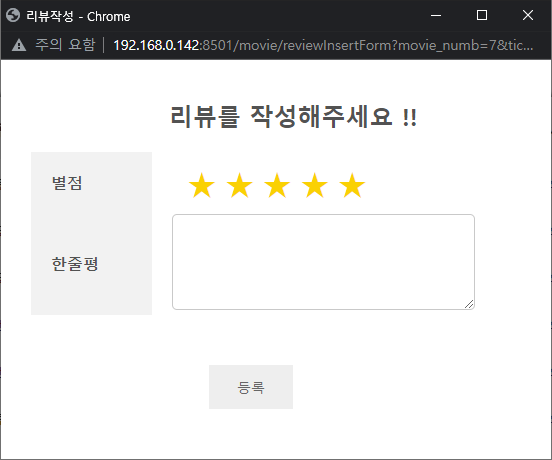 리뷰작성 - Chrome
주의 요함 192.168.0.142:8501/movie/reviewInsertForm?movie_numb=7&tic...
리뷰를 작성해주세요 !!
별점 ★ ★ ★ ★ ★
한줄평
등록